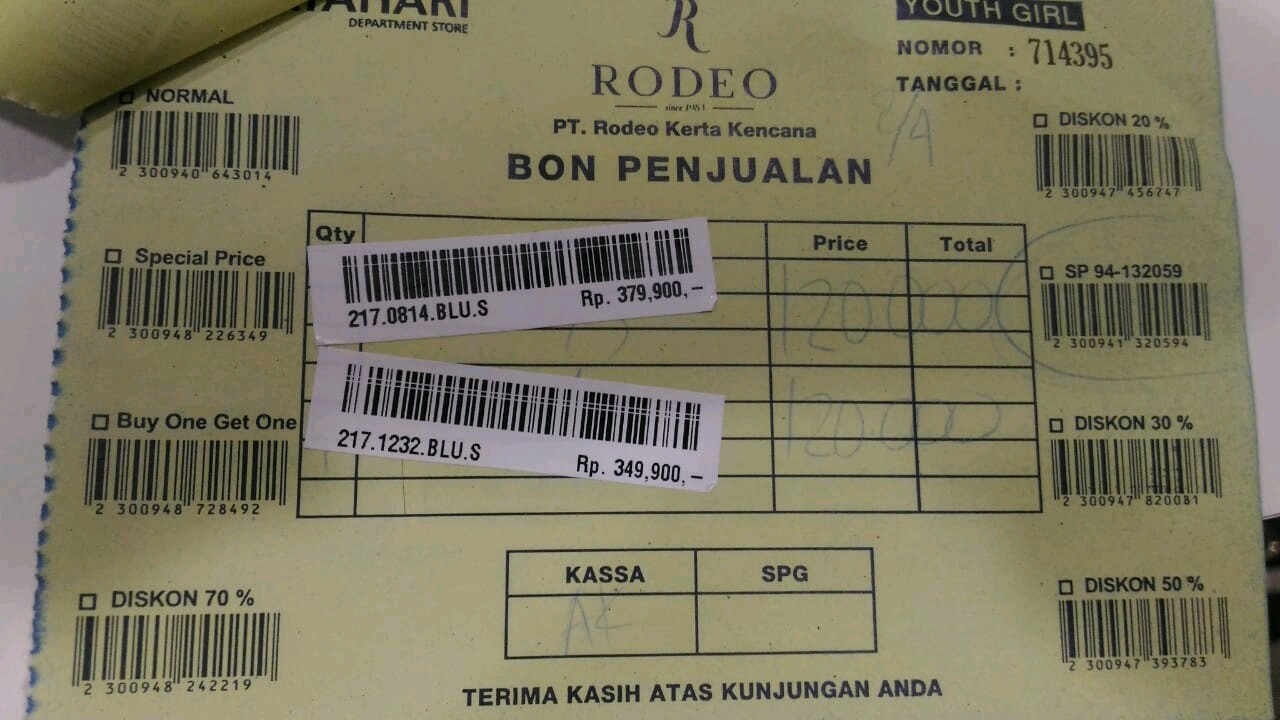 DEPARTMENT STORE
R
RODEO
since 1981
PT. Rodeo Kerta Kencana
BON PENJUALAN
YOUTH GIRL
NOMOR : 714395
TANGGAL :
NORMAL
2 300940 643014
Special Price
2 300948 226349
Buy One Get One
2 300948 728492
DISKON 70 %
2 300948 242219
Qty
Price
Total
217.0814.BLU.S
Rp. 379,900,–
120.000
217.1232.BLU.S
Rp. 349,900,–
120.000
DISKON 20 %
2 300947 456747
SP 94-132059
2 300941 320594
DISKON 30 %
2 300947 820081
DISKON 50 %
2 300947 393783
KASSA
SPG
TERIMA KASIH ATAS KUNJUNGAN ANDA